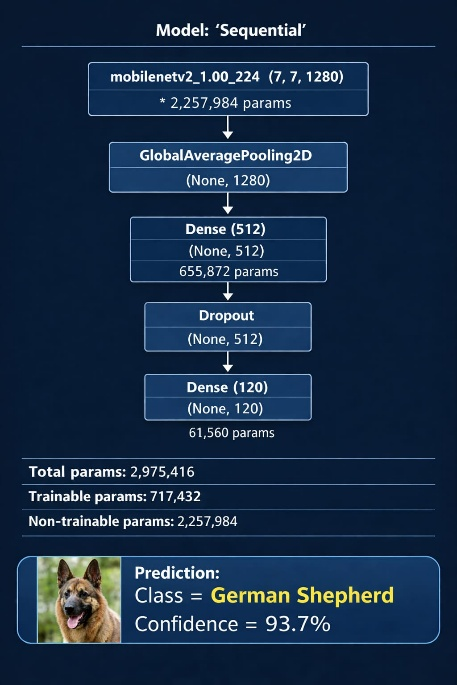 Model: ‘Sequential’
mobilenetv2_1.00_224 (7, 7, 1280)
* 2,257,984 params
GlobalAveragePooling2D
(None, 1280)
Dense (512)
(None, 512)
655,872 params
Dropout
(None, 512)
Dense (120)
(None, 120)
61,560 params
Total params: 2,975,416
Trainable params: 717,432
Non-trainable params: 2,257,984
Prediction:
Class = German Shepherd
Confidence = 93.7%